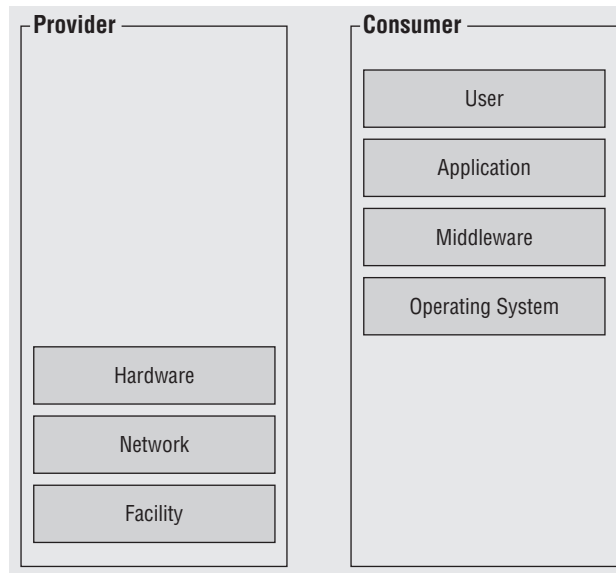 Provider
Hardware
Network
Facility
Consumer
User
Application
Middleware
Operating System